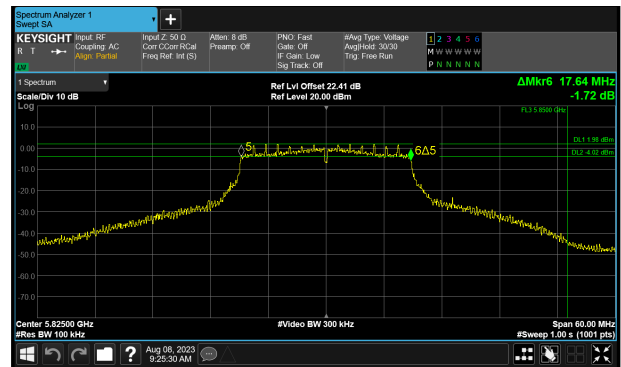 Spectrum Analyzer 1
Swept SA
KEYSIGHT Input: RF Input Z: 50 Ω Atten: 8 dB PNO: Fast #Avg Type: Voltage 1 2 3 4 5 6
R T Coupling: AC Corr CCorr RCal Preamp: Off Gate: Off Avg|Hold: 30/30 M W W W W W
Align: Partial Freq Ref: Int (S) IF Gain: Low Trig: Free Run
Sig Track: Off P N N N N N
1 Spectrum
Scale/Div 10 dB
Ref Lvl Offset 22.41 dB
Ref Level 20.00 dBm
ΔMkr6 17.64 MHz
-1.72 dB
Log
FL3 5.8500 GHz
10.0
DL1 1.98 dBm
0.00
5
6Δ5
DL2 -4.02 dBm
-10.0
-20.0
-30.0
-40.0
-50.0
-60.0
-70.0
Center 5.82500 GHz #Video BW 300 kHz Span 60.00 MHz
#Res BW 100 kHz #Sweep 1.00 s (1001 pts)
? Aug 08, 2023
9:25:30 AM